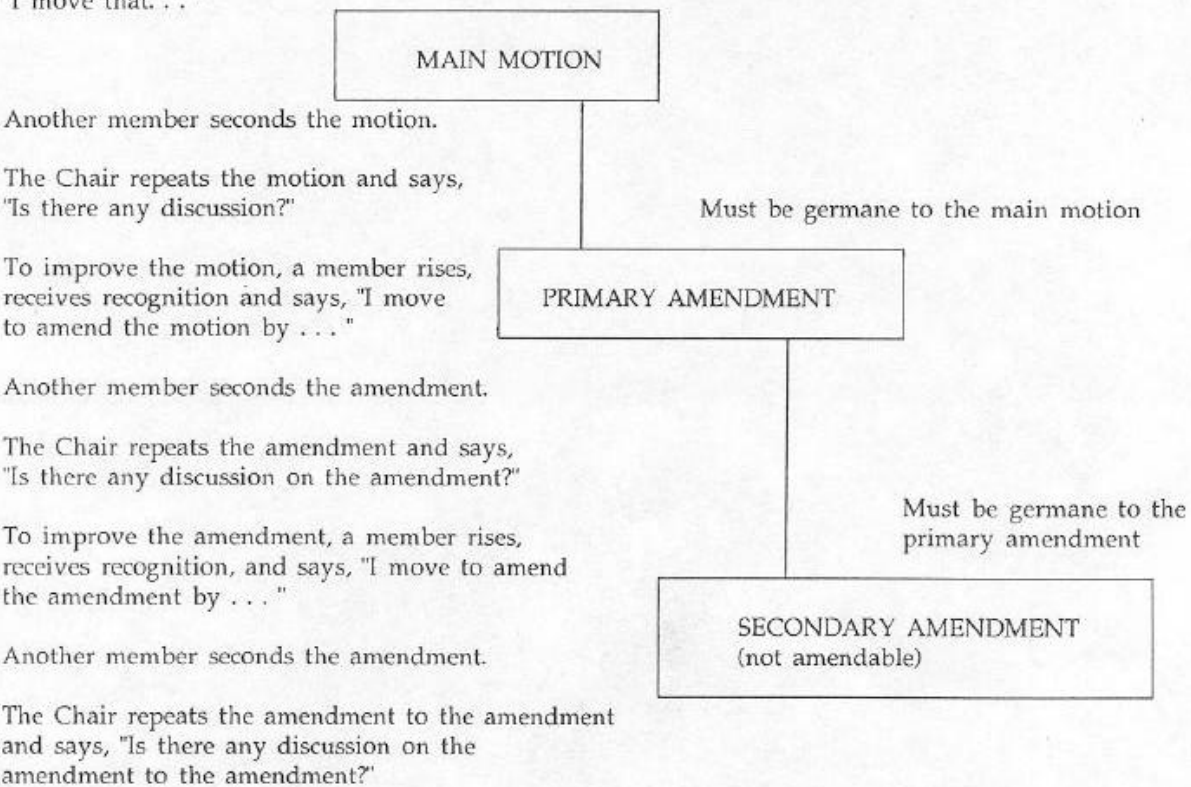 "I move that. . .
MAIN MOTION
Another member seconds the motion.
The Chair repeats the motion and says,
"Is there any discussion?"
Must be germane to the main motion
To improve the motion, a member rises,
receives recognition and says, "I move
to amend the motion by . . . "
PRIMARY AMENDMENT
Another member seconds the amendment.
The Chair repeats the amendment and says,
"Is there any discussion on the amendment?"
Must be germane to the
primary amendment
To improve the amendment, a member rises,
receives recognition, and says, "I move to amend
the amendment by . . . "
SECONDARY AMENDMENT
(not amendable)
Another member seconds the amendment.
The Chair repeats the amendment to the amendment
and says, "Is there any discussion on the
amendment to the amendment?"